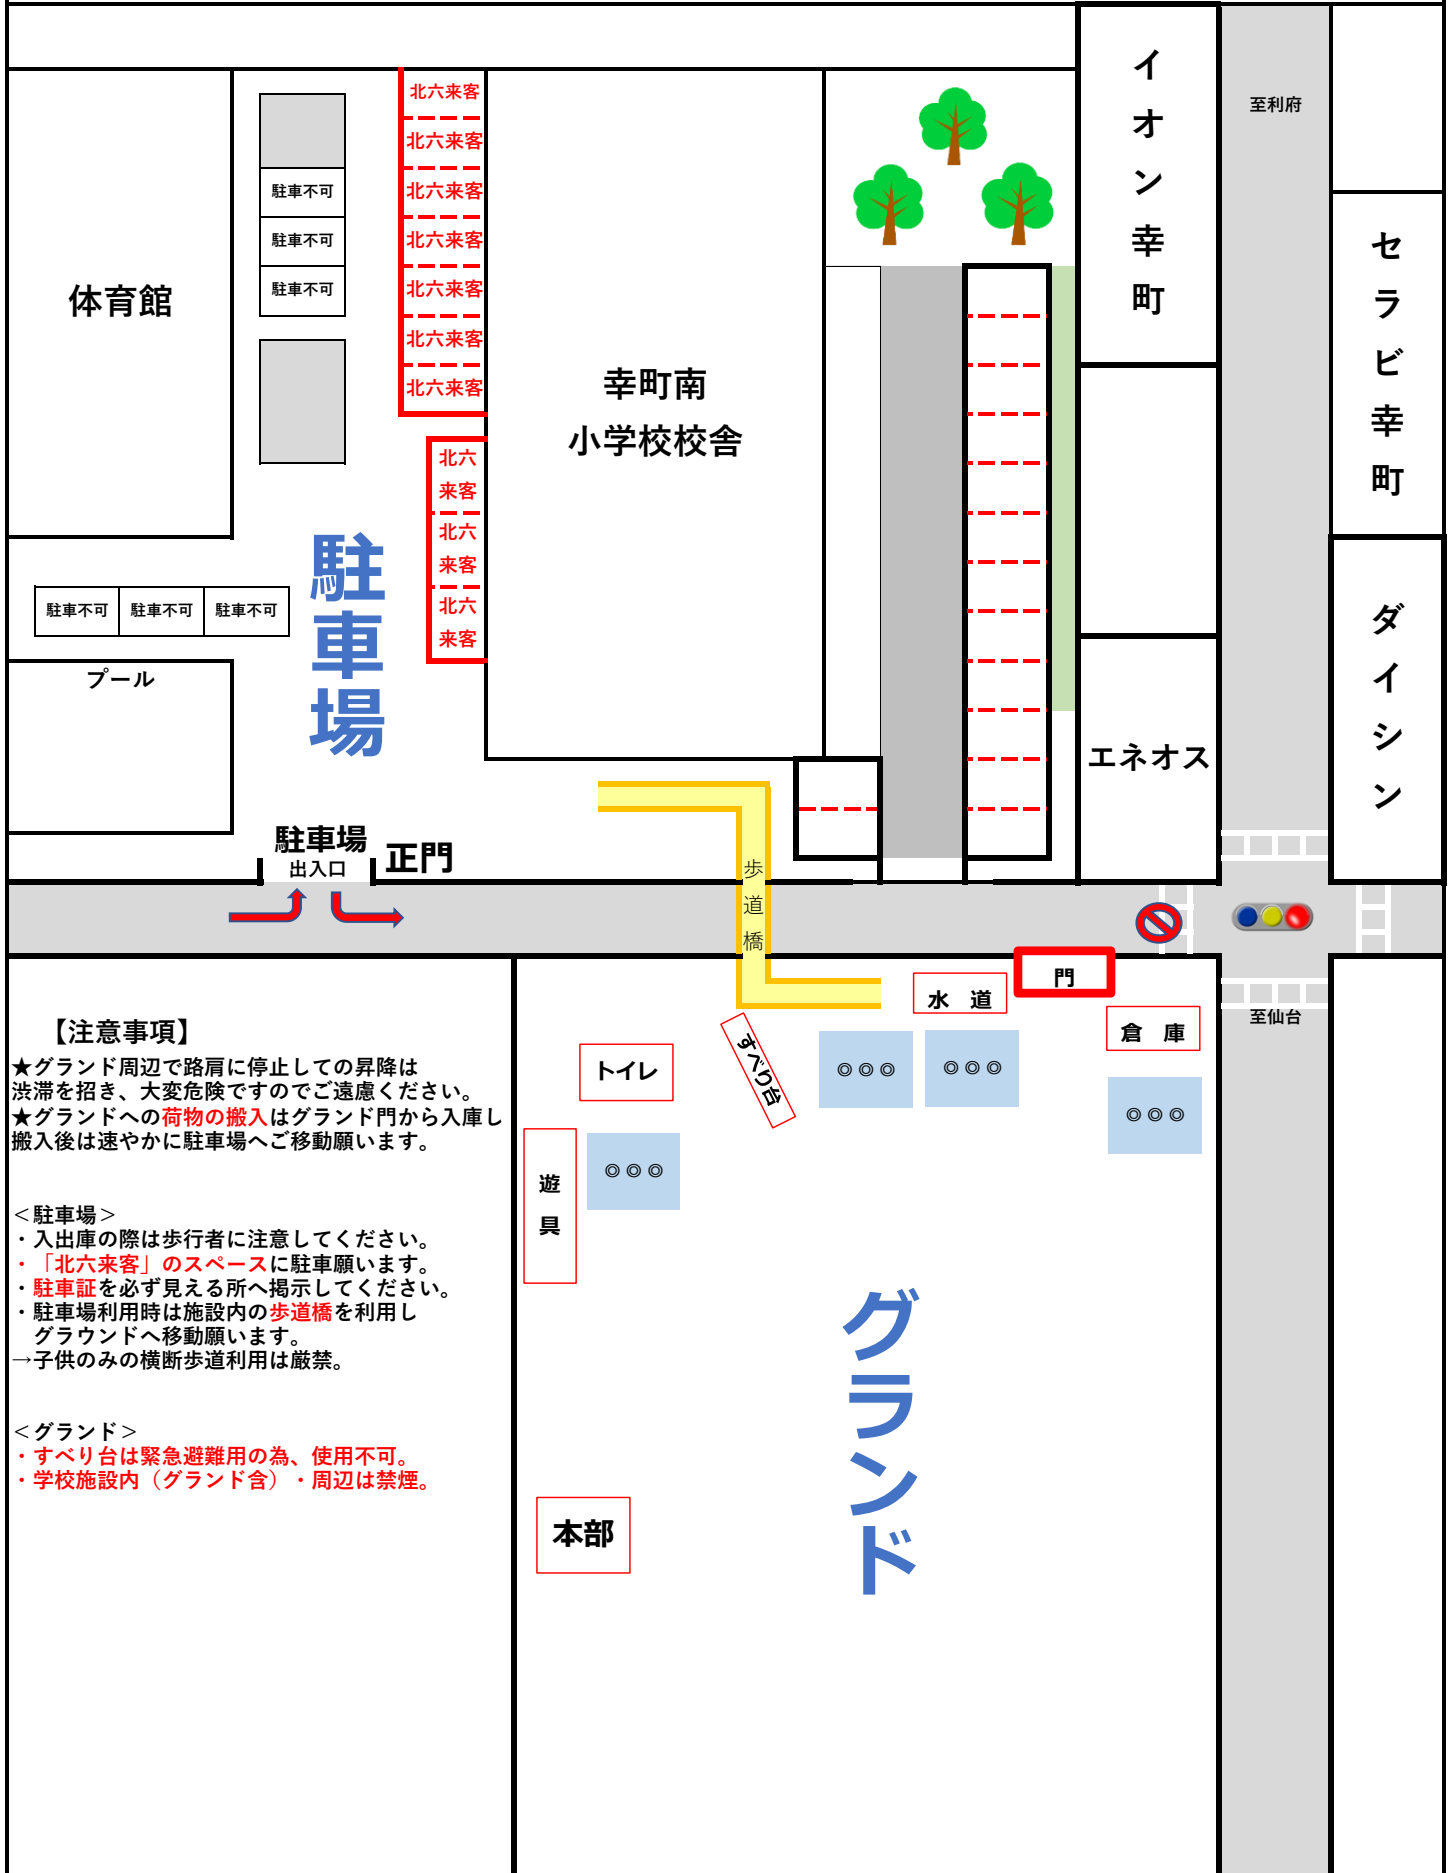 イオン幸町
至利府
セラビ幸町
ダイシン
エネオス
体育館
駐車不可
駐車不可
駐車不可
北六来客
北六来客
北六来客
北六来客
北六来客
北六来客
北六来客
北六
来客
北六
来客
北六
来客
幸町南
小学校校舎
駐車場
駐車不可
駐車不可
駐車不可
プール
駐車場
出入口
正門
歩道橋
門
水　道
倉　庫
至仙台
すべり台
トイレ
遊具
◎◎◎
◎◎◎
◎◎◎
◎◎◎
グランド
本部
【注意事項】
★グランド周辺で路肩に停止しての昇降は
渋滞を招き、大変危険ですのでご遠慮ください。
★グランドへの荷物の搬入はグランド門から入庫し
搬入後は速やかに駐車場へご移動願います。
＜駐車場＞
・入出庫の際は歩行者に注意してください。
・「北六来客」のスペースに駐車願います。
・駐車証を必ず見える所へ掲示してください。
・駐車場利用時は施設内の歩道橋を利用し
　グラウンドへ移動願います。
→子供のみの横断歩道利用は厳禁。
＜グランド＞
・すべり台は緊急避難用の為、使用不可。
・学校施設内（グランド含）・周辺は禁煙。